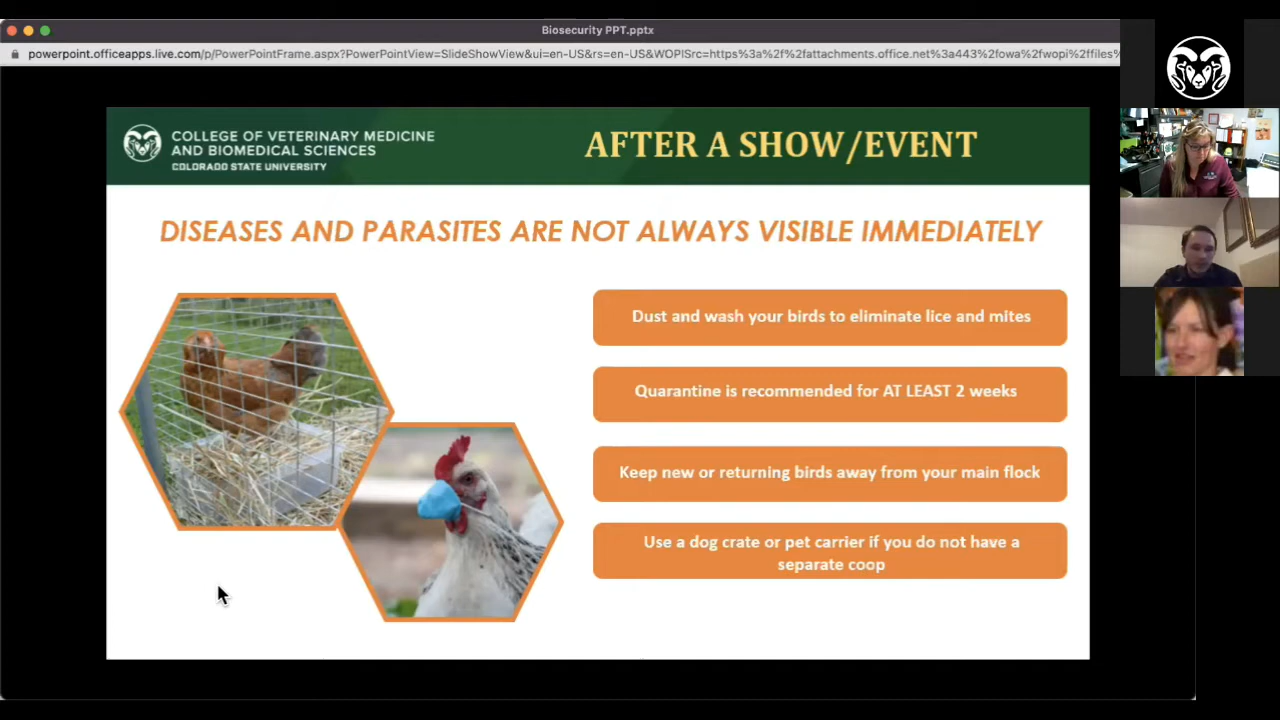 Biosecurity PPT.pptx
powerpoint.officeapps.live.com/p/PowerPointFrame.aspx?PowerPointView=SlideShowView&ui=en-US&rs=en-US&WOPISrc=https%3a%2f%2fattachments.office.net%3a443%2fowa%2fwopi%2ffiles%
COLLEGE OF VETERINARY MEDICINE
AND BIOMEDICAL SCIENCES
COLORADO STATE UNIVERSITY
AFTER A SHOW/EVENT
DISEASES AND PARASITES ARE NOT ALWAYS VISIBLE IMMEDIATELY
Dust and wash your birds to eliminate lice and mites
Quarantine is recommended for AT LEAST 2 weeks
Keep new or returning birds away from your main flock
Use a dog crate or pet carrier if you do not have a
separate coop